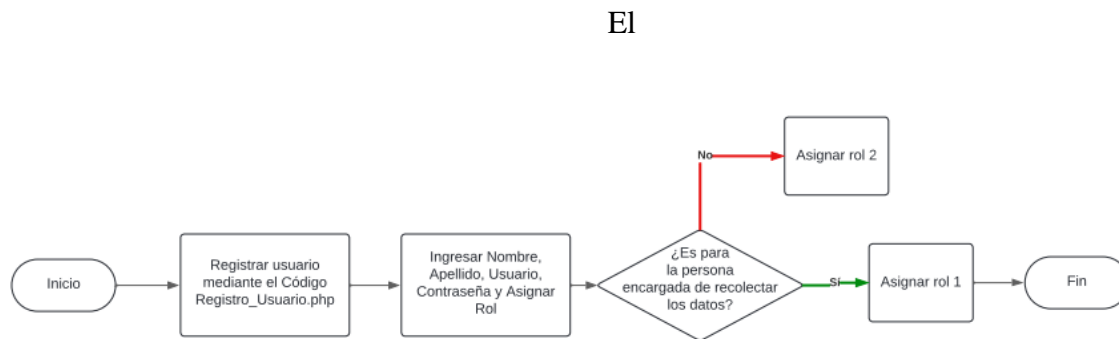 El
No
Asignar rol 2
Inicio
Registrar usuario
mediante el Código
Registro_Usuario.php
Ingresar Nombre,
Apellido, Usuario,
Contraseña y Asignar
Rol
¿Es para
la persona
encargada de recolectar
los datos?
Sí
Asignar rol 1
Fin